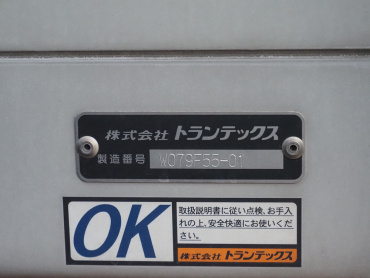 株式会社 トランテックス
製造番号 W079F55-01
OK
取扱説明書に従い点検、お手入
れの上、安全快適にお使いくだ
さい。
株式会社 トランテックス